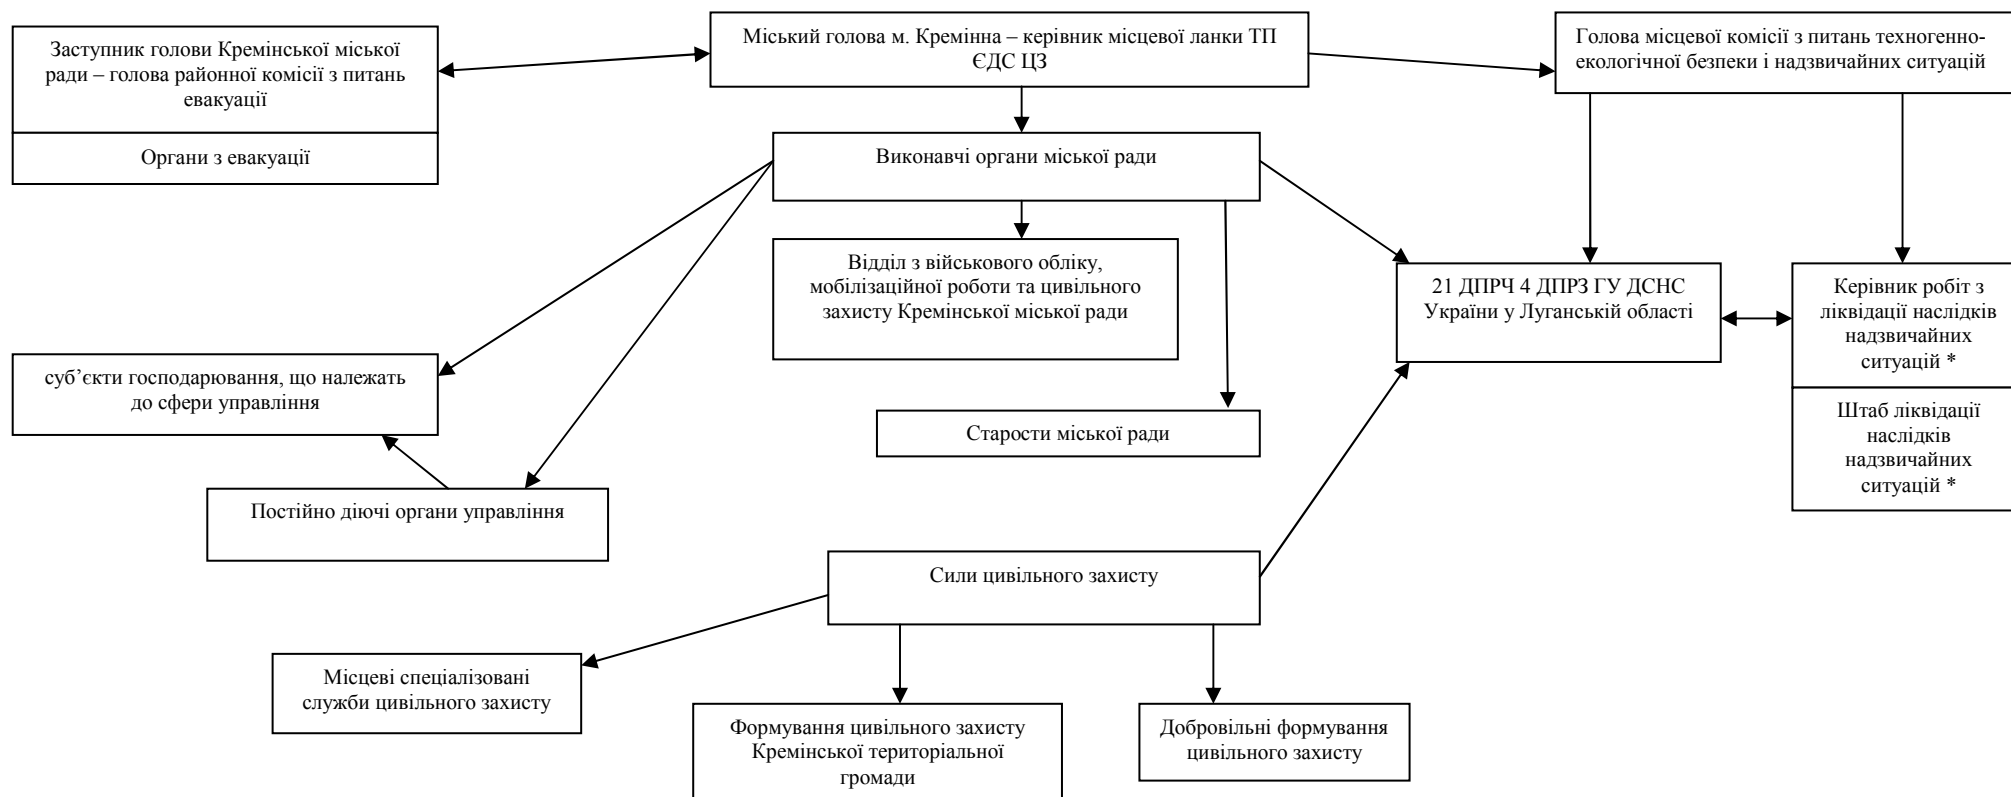 Заступник голови Кремінської міської
ради – голова районної комісії з питань
евакуації
Органи з евакуації
Міський голова м. Кремінна – керівник місцевої ланки ТП
ЄДС ЦЗ
Голова місцевої комісії з питань техногенно-
екологічної безпеки і надзвичайних ситуацій
Виконавчі органи міської ради
Відділ з військового обліку,
мобілізаційної роботи та цивільного
захисту Кремінської міської ради
21 ДПРЧ 4 ДПРЗ ГУ ДСНС
України у Луганській області
Керівник робіт з
ліквідації наслідків
надзвичайних
ситуацій *
Штаб ліквідації
наслідків
надзвичайних
ситуацій *
суб’єкти господарювання, що належать
до сфери управління
Старости міської ради
Постійно діючі органи управління
Сили цивільного захисту
Місцеві спеціалізовані
служби цивільного захисту
Формування цивільного захисту
Кремінської територіальної
громади
Добровільні формування
цивільного захисту